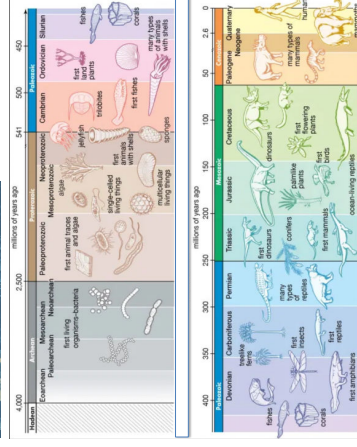 millions of years ago
4,000 2,500 541 500 450
Hadean Archean Proterozoic Paleozoic
Eoarchean Paleoarchean Mesoarchean Neoarchean Paleoproterozoic Mesoproterozoic Neoproterozoic Cambrian Ordovician Silurian
first living
organisms-bacteria
first animal traces
and algae
algae
single-celled
living things
multicellular
living things
jellyfish
first
animals
with shells
sponges
trilobites
first fishes
first
land
plants
many types
of animals
with shells
fishes
corals
millions of years ago
400 350 300 250 200 150 100 50 2.6 0
Paleozoic Mesozoic Cenozoic
Devonian Carboniferous Permian Triassic Jurassic Cretaceous Paleogene Neogene Quaternary
fishes
corals
first amphibians
treelike
ferns
first
insects
first
reptiles
many
types
of
reptiles
first
dinosaurs
conifers
first mammals
palmlike
plants
first
birds
dinosaurs
first
flowering
plants
ocean-living reptiles
many types of
mammals